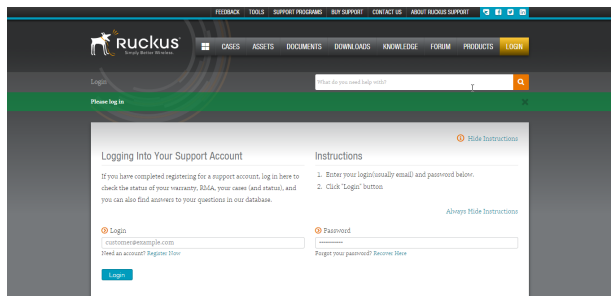 FEEDBACK TOOLS SUPPORT PROGRAMS BUY SUPPORT CONTACT US ABOUT RUCKUS SUPPORT
Ruckus
Simply Better Wireless.
CASES ASSETS DOCUMENTS DOWNLOADS KNOWLEDGE FORUM PRODUCTS LOGIN
Login
What do you need help with?
Please log in
Hide Instructions
Logging Into Your Support Account
If you have completed registering for a support account, log in here to
check the status of your warranty, RMA, your cases (and status), and
you can also find answers to your questions in our database.
Instructions
1. Enter your login(usually email) and password below.
2. Click "Login" button
Always Hide Instructions
Login
customer@example.com
Need an account? Register Now
Password
Forgot your password? Recover Here
Login